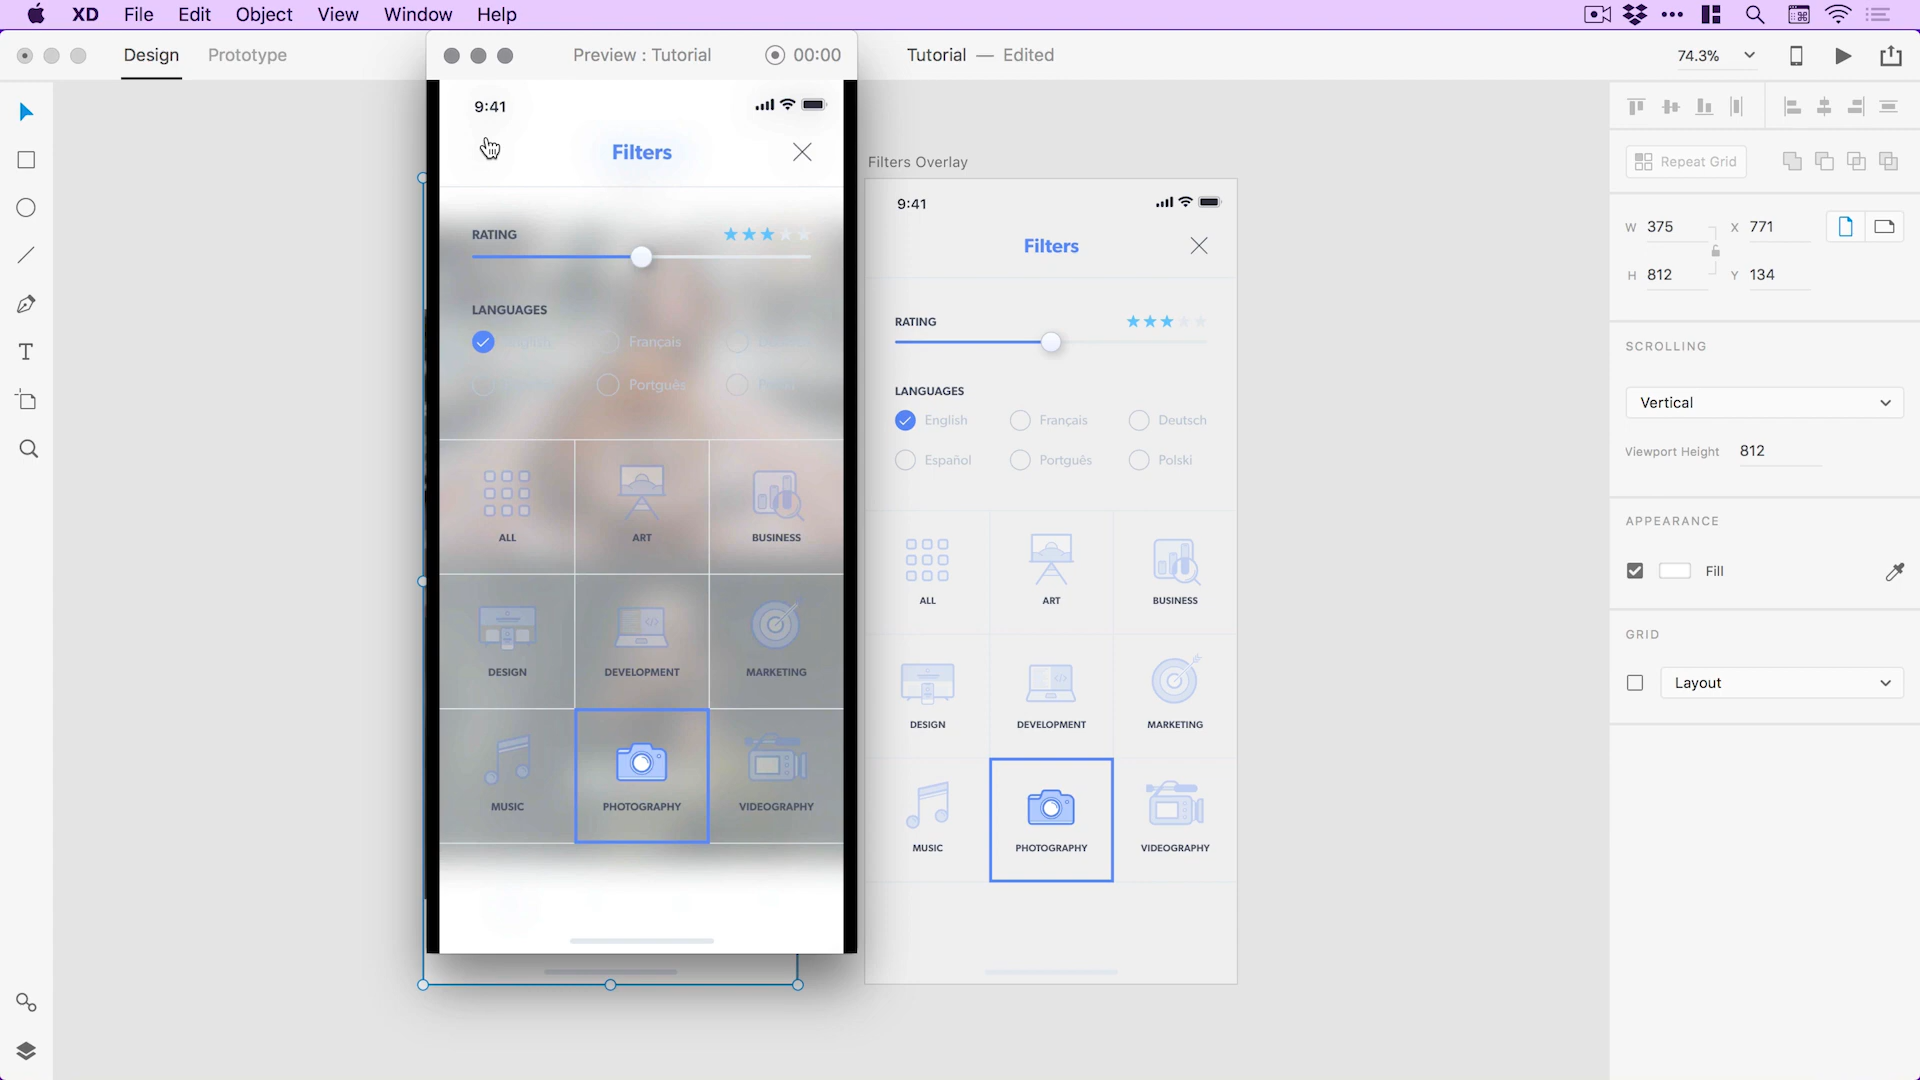 XD File Edit Object View Window Help
Design Prototype
Preview : Tutorial 00:00
Tutorial — Edited
74.3%
9:41
Filters
RATING
LANGUAGES
Français
Portguês
ALL ART BUSINESS
DESIGN DEVELOPMENT MARKETING
MUSIC PHOTOGRAPHY VIDEOGRAPHY
Filters Overlay
9:41
Filters
RATING
LANGUAGES
English Français Deutsch
Español Portguês Polski
ALL ART BUSINESS
DESIGN DEVELOPMENT MARKETING
MUSIC PHOTOGRAPHY VIDEOGRAPHY
Repeat Grid
W 375 X 771
H 812 Y 134
SCROLLING
Vertical
Viewport Height 812
APPEARANCE
Fill
GRID
Layout
T